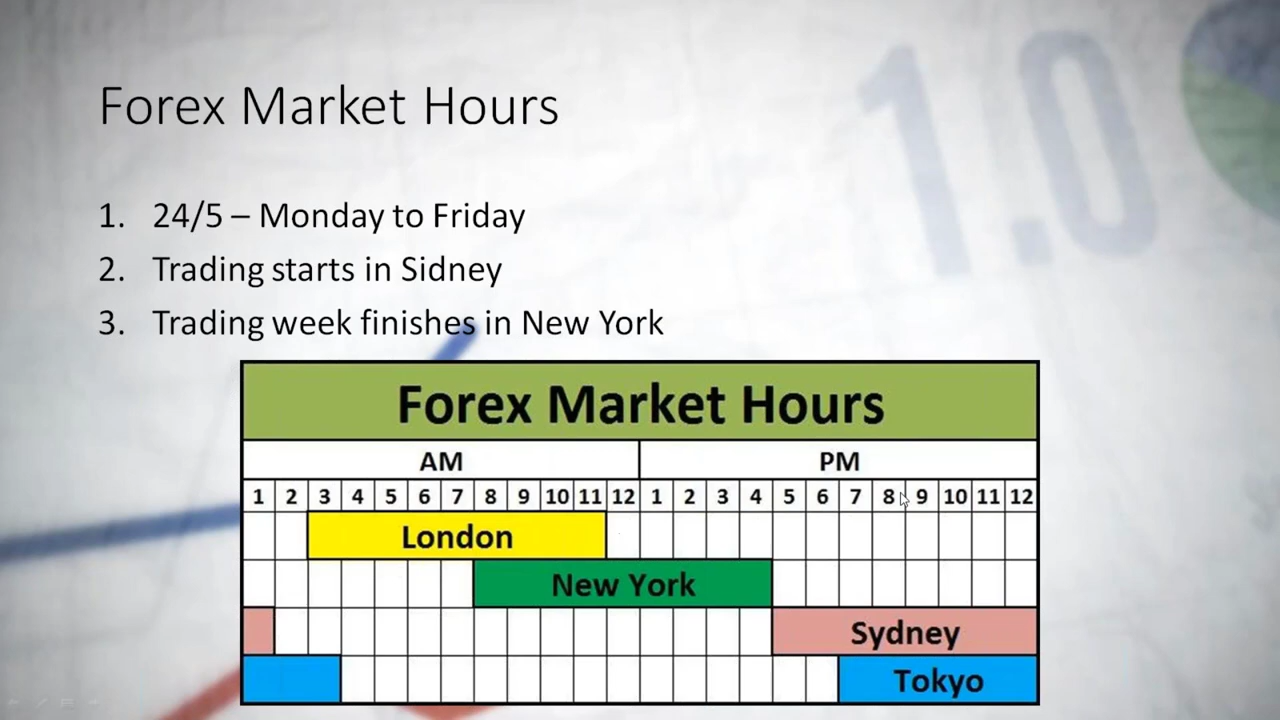 1.0
Forex Market Hours
1. 24/5 – Monday to Friday
2. Trading starts in Sidney
3. Trading week finishes in New York
Forex Market Hours
AM PM
1 2 3 4 5 6 7 8 9 10 11 12 1 2 3 4 5 6 7 8 9 10 11 12
London
New York
Sydney
Tokyo